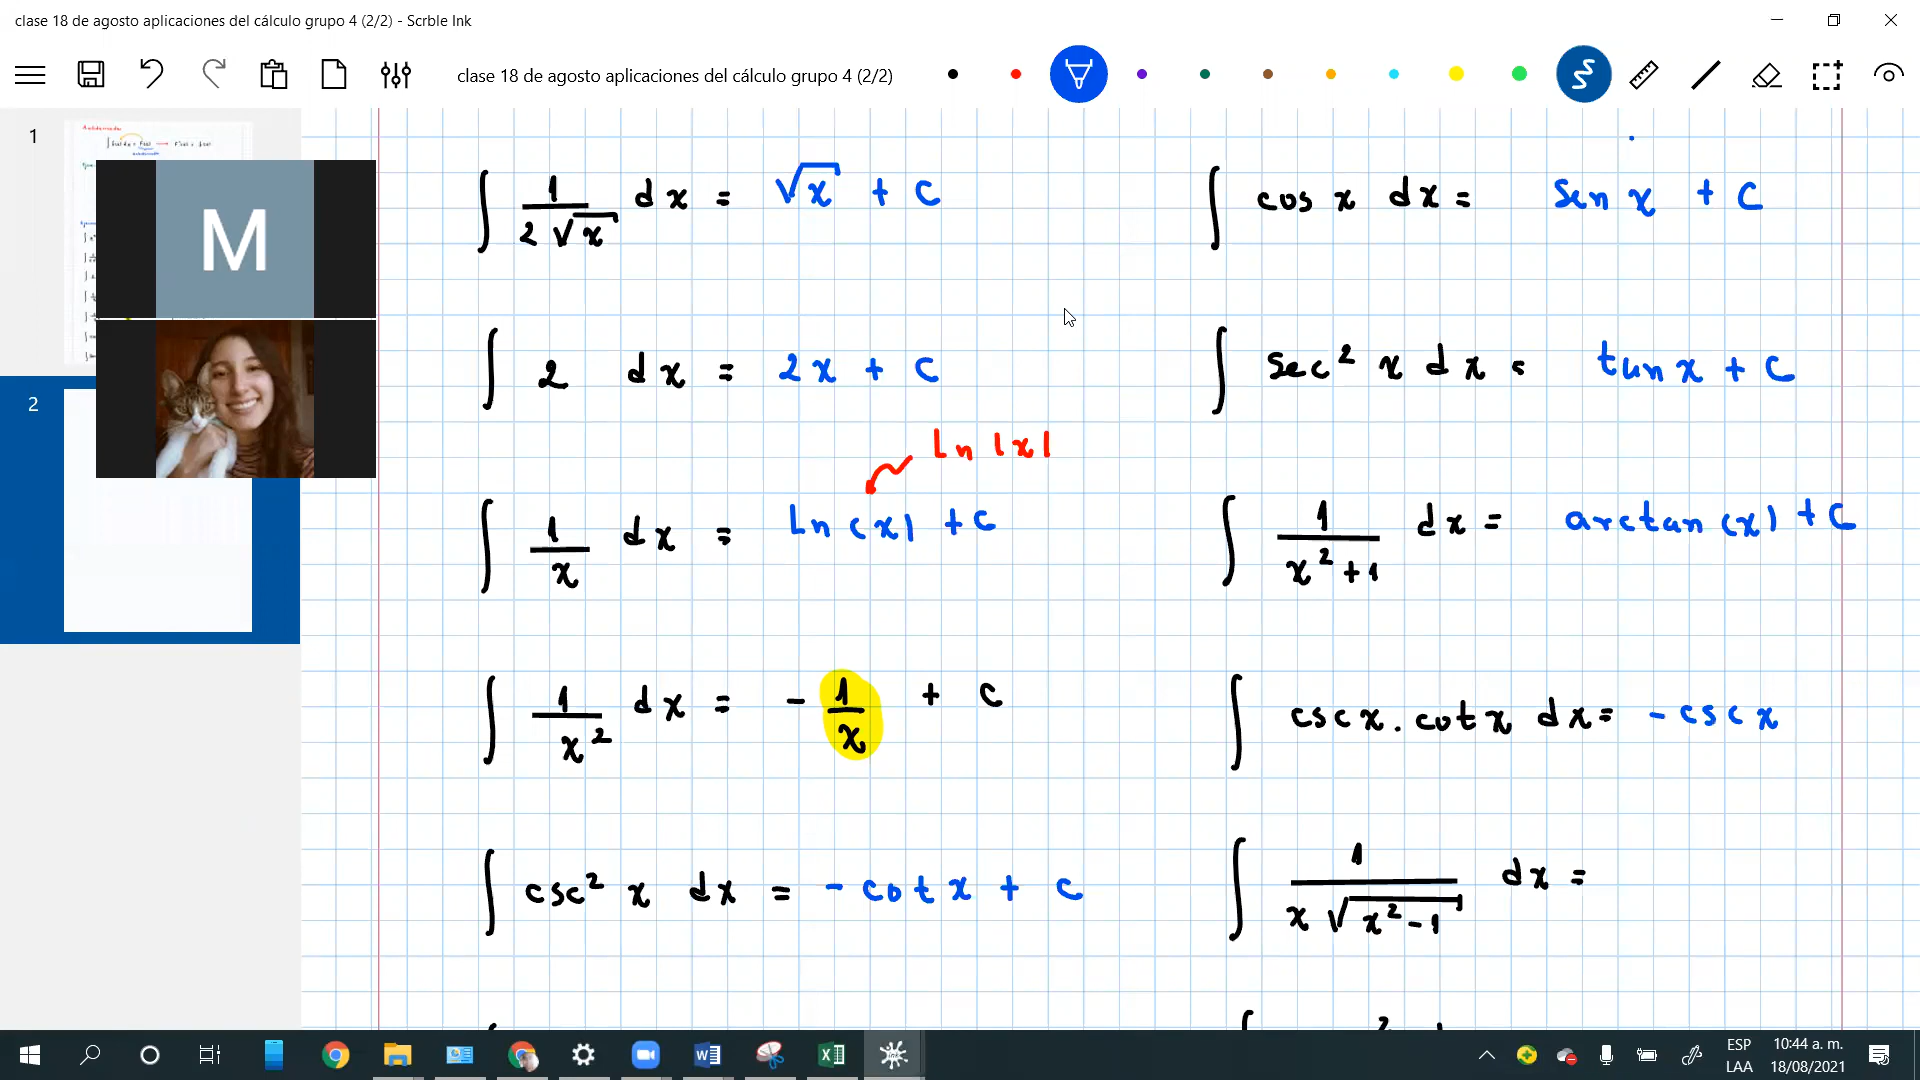 clase 18 de agosto aplicaciones del cálculo grupo 4 (2/2) - Scrble Ink
clase 18 de agosto aplicaciones del cálculo grupo 4 (2/2)
1
2
M
∫ 1/(2√x) dx = √x + C
∫ cos x dx = sen x + C
∫ 2 dx = 2x + C
∫ sec² x dx = tan x + C
Ln |x|
∫ 1/x dx = Ln (x) + C
∫ 1/(x²+1) dx = arctan (x) + C
∫ 1/x² dx = - 1/x + C
∫ csc x . cot x dx = - csc x
∫ csc² x dx = - cot x + C
∫ 1/(x √(x²-1)) dx =
ESP
LAA
10:44 a. m.
18/08/2021